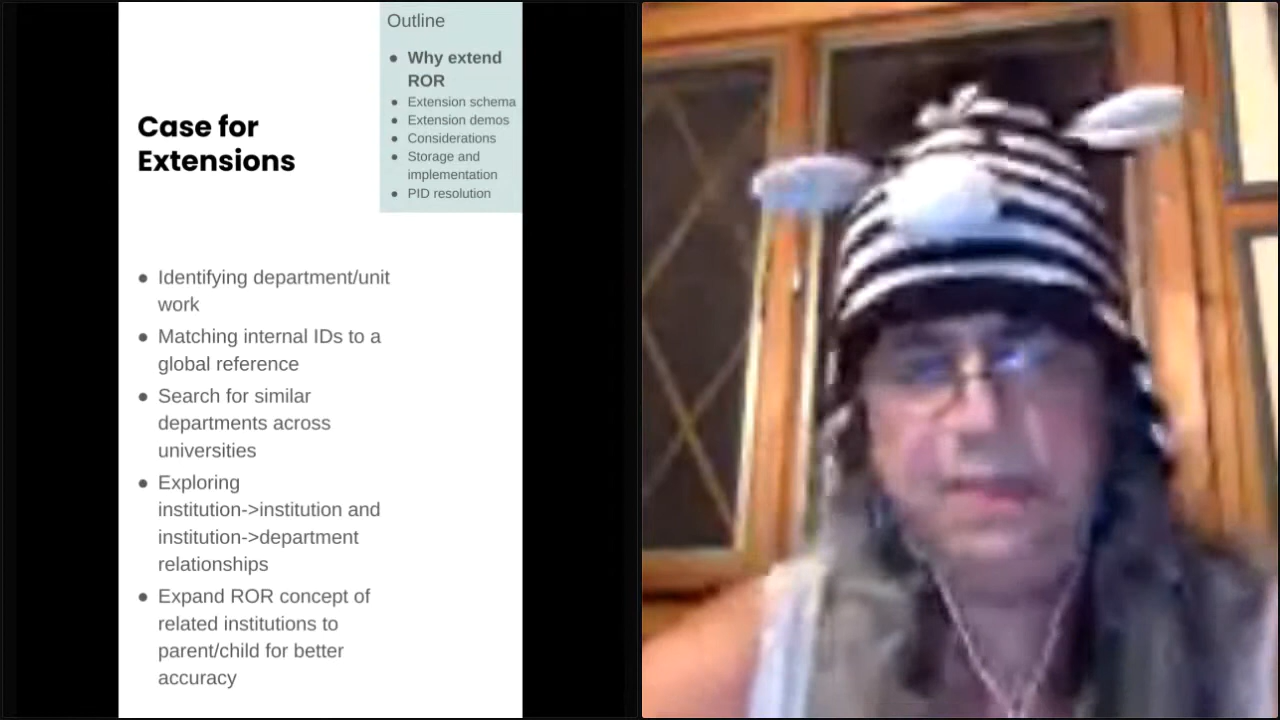 Outline
● Why extend
ROR
● Extension schema
● Extension demos
● Considerations
● Storage and
implementation
● PID resolution
Case for
Extensions
● Identifying department/unit
work
● Matching internal IDs to a
global reference
● Search for similar
departments across
universities
● Exploring
institution->institution and
institution->department
relationships
● Expand ROR concept of
related institutions to
parent/child for better
accuracy